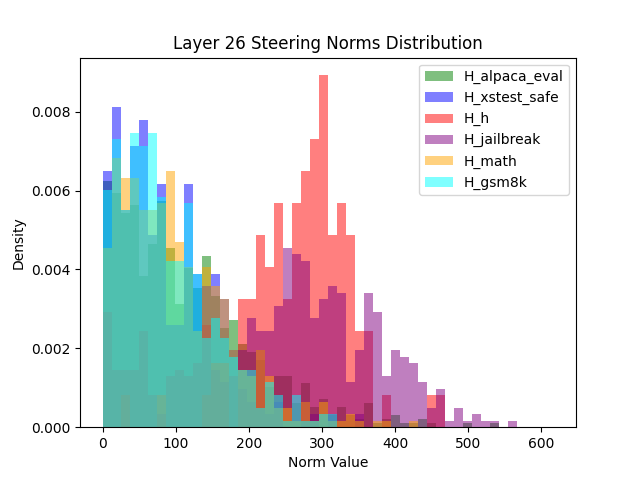 Layer 26 Steering Norms Distribution
H_alpaca_eval
H_xstest_safe
H_h
H_jailbreak
H_math
H_gsm8k
Density
0.008
0.006
0.004
0.002
0.000
0 100 200 300 400 500 600
Norm Value